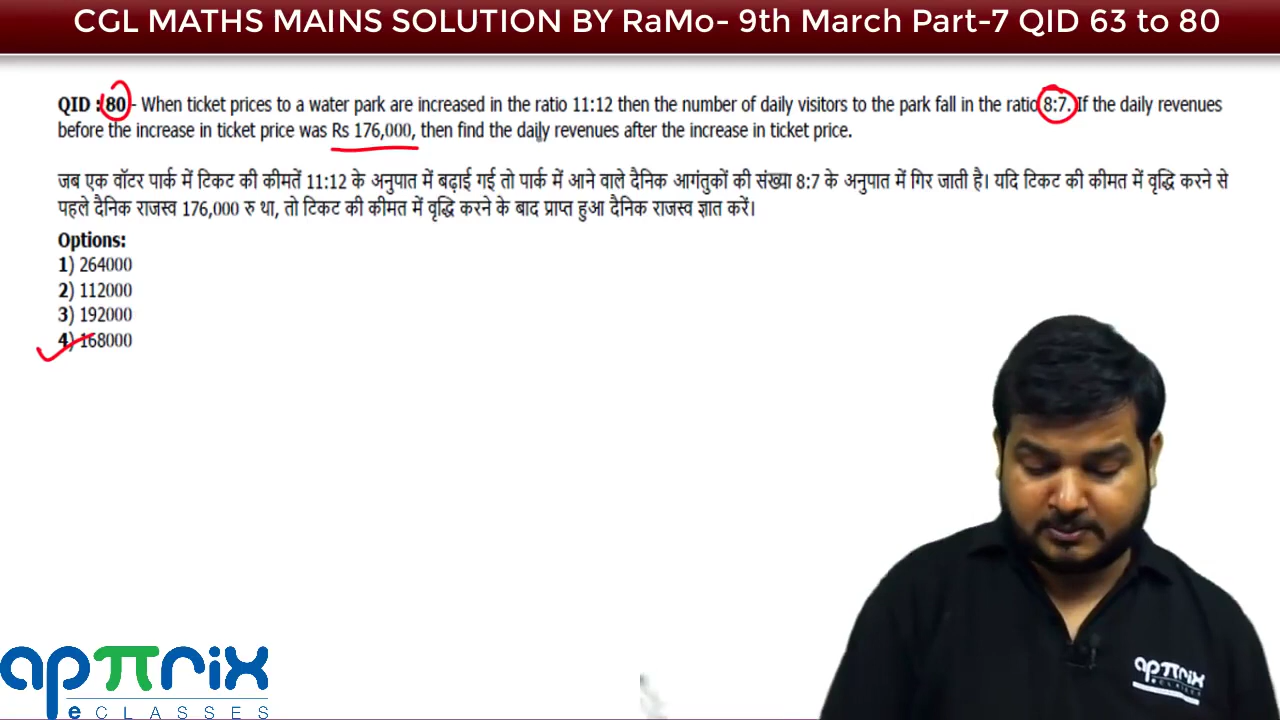 CGL MATHS MAINS SOLUTION BY RaMo- 9th March Part-7 QID 63 to 80
QID : 80 - When ticket prices to a water park are increased in the ratio 11:12 then the number of daily visitors to the park fall in the ratio 8:7. If the daily revenues
before the increase in ticket price was Rs 176,000, then find the daily revenues after the increase in ticket price.
जब एक वॉटर पार्क में टिकट की कीमतें 11:12 के अनुपात में बढ़ाई गई तो पार्क में आने वाले दैनिक आगंतुकों की संख्या 8:7 के अनुपात में गिर जाती है। यदि टिकट की कीमत में वृद्धि करने से
पहले दैनिक राजस्व 176,000 रु था, तो टिकट की कीमत में वृद्धि करने के बाद प्राप्त हुआ दैनिक राजस्व ज्ञात करें।
Options:
1) 264000
2) 112000
3) 192000
4) 168000
apπrix
e CLASSES
apπrix
e CLASSES